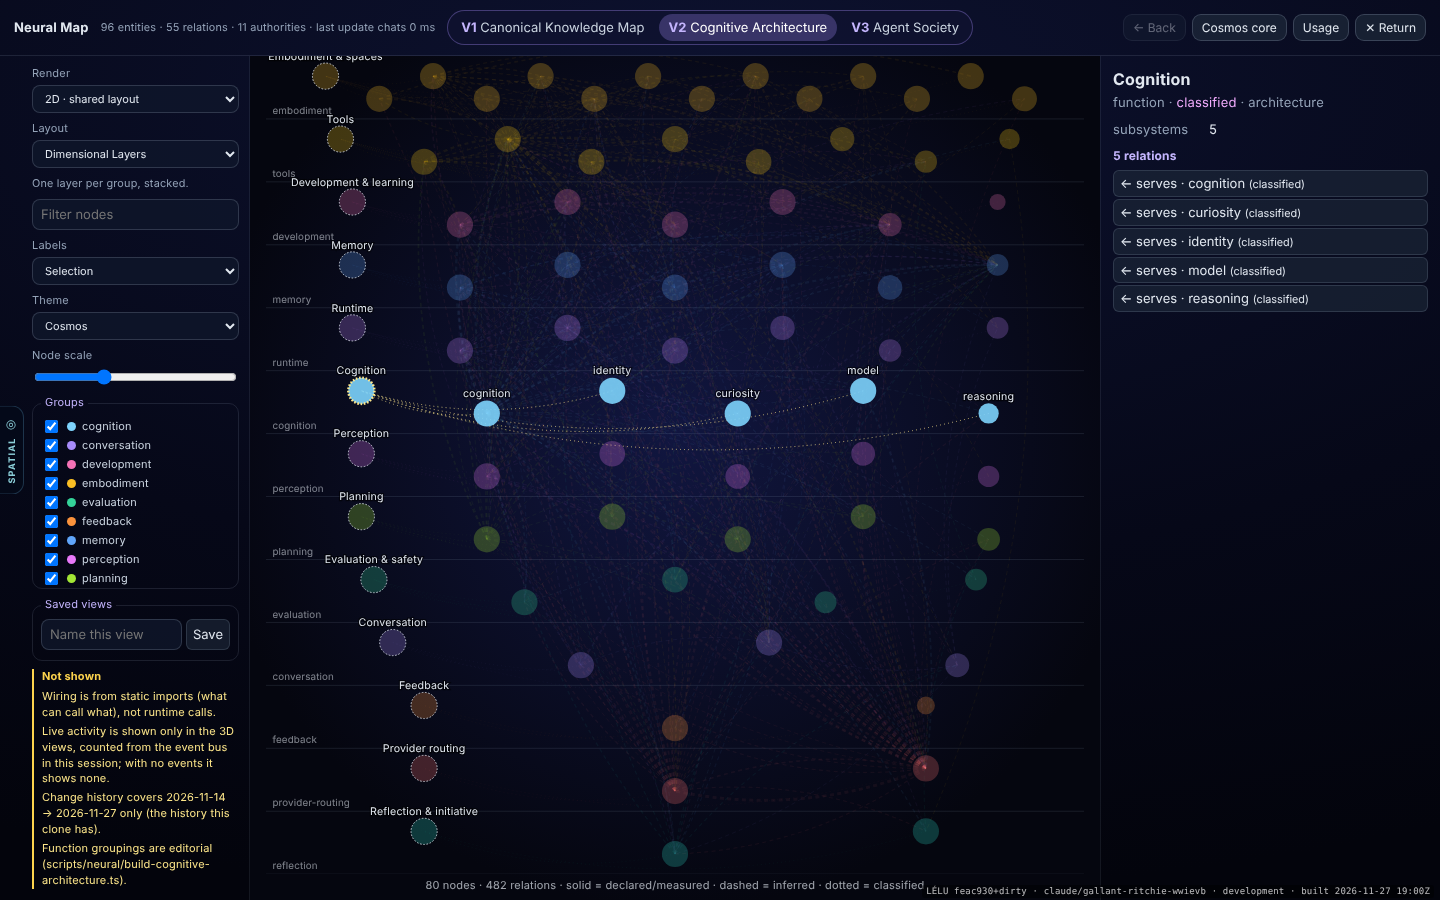 Neural Map
96 entities · 55 relations · 11 authorities · last update chats 0 ms
V1 Canonical Knowledge Map
V2 Cognitive Architecture
V3 Agent Society
← Back
Cosmos core
Usage
✕ Return
Render
2D · shared layout
Layout
Dimensional Layers
One layer per group, stacked.
Filter nodes
Labels
Selection
Theme
Cosmos
Node scale
Groups
cognition
conversation
development
embodiment
evaluation
feedback
memory
perception
planning
Saved views
Name this view
Save
Not shown
Wiring is from static imports (what
can call what), not runtime calls.
Live activity is shown only in the 3D
views, counted from the event bus
in this session; with no events it
shows none.
Change history covers 2026-11-14
→ 2026-11-27 only (the history this
clone has).
Function groupings are editorial
(scripts/neural/build-cognitive-
architecture.ts).
SPATIAL ◎
Embodiment & spaces
embodiment
Tools
tools
Development & learning
development
Memory
memory
Runtime
runtime
Cognition
cognition
identity
curiosity
model
reasoning
cognition
Perception
perception
Planning
planning
Evaluation & safety
evaluation
Conversation
conversation
Feedback
feedback
Provider routing
provider-routing
Reflection & initiative
reflection
80 nodes · 482 relations · solid = declared/measured · dashed = inferred · dotted = classified
Cognition
function · classified · architecture
subsystems 5
5 relations
← serves · cognition (classified)
← serves · curiosity (classified)
← serves · identity (classified)
← serves · model (classified)
← serves · reasoning (classified)
LÉLU feac930+dirty · claude/gallant-ritchie-wwievb · development · built 2026-11-27 19:00Z